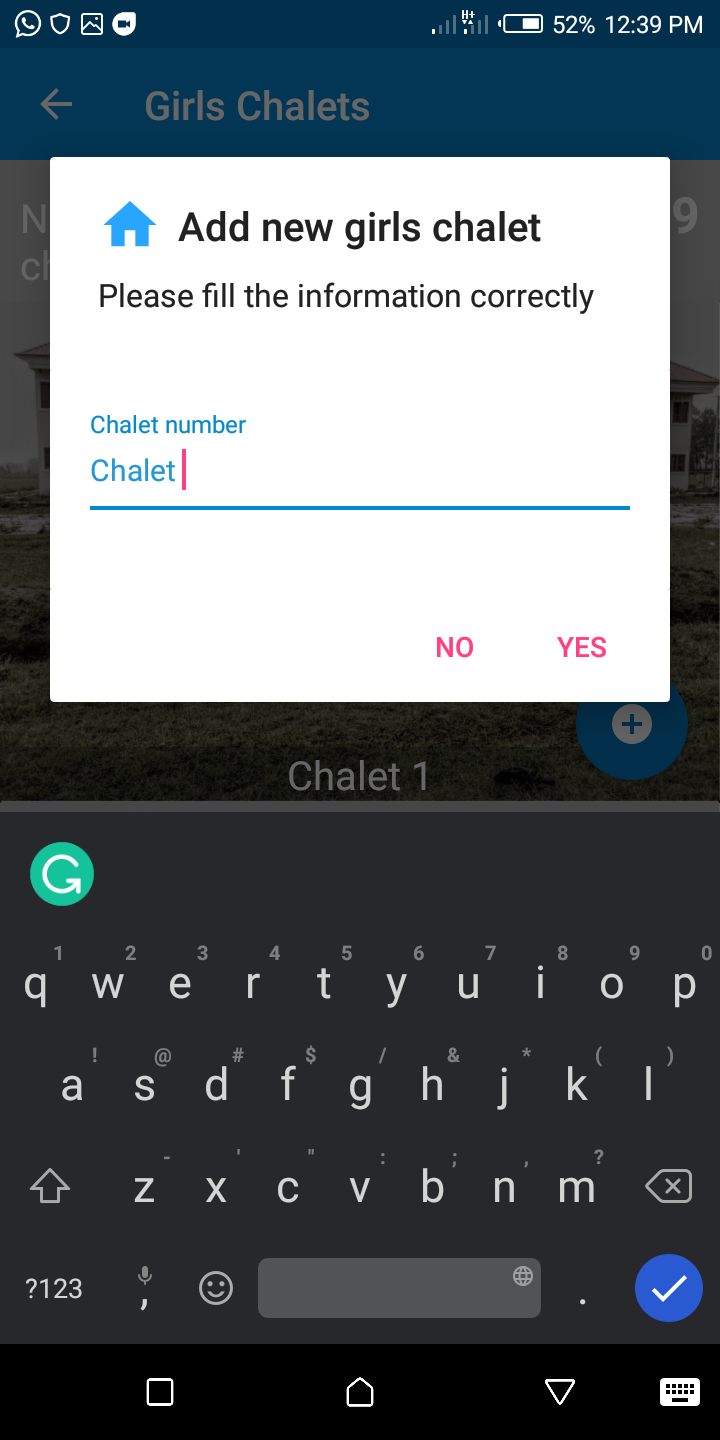 52% 12:39 PM
Girls Chalets
9
Add new girls chalet
Please fill the information correctly
Chalet number
Chalet
NO YES
Chalet 1
1 2 3 4 5 6 7 8 9 0
q w e r t y u i o p
! @ # $ / & * ( )
a s d f g h j k l
- ' " : ; , ?
z x c v b n m
?123 , .